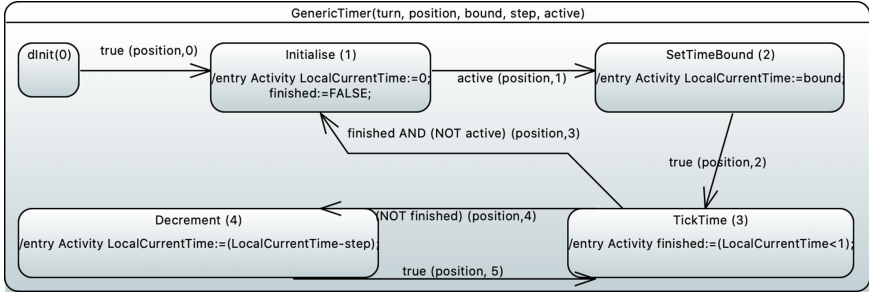 GenericTimer(turn, position, bound, step, active)
dInit(0)
true (position,0)
Initialise (1)
/entry Activity LocalCurrentTime:=0;
finished:=FALSE;
active (position,1)
SetTimeBound (2)
/entry Activity LocalCurrentTime:=bound;
finished AND (NOT active) (position,3)
true (position,2)
Decrement (4)
/entry Activity LocalCurrentTime:=(LocalCurrentTime-step);
(NOT finished) (position,4)
TickTime (3)
/entry Activity finished:=(LocalCurrentTime<1);
true (position, 5)